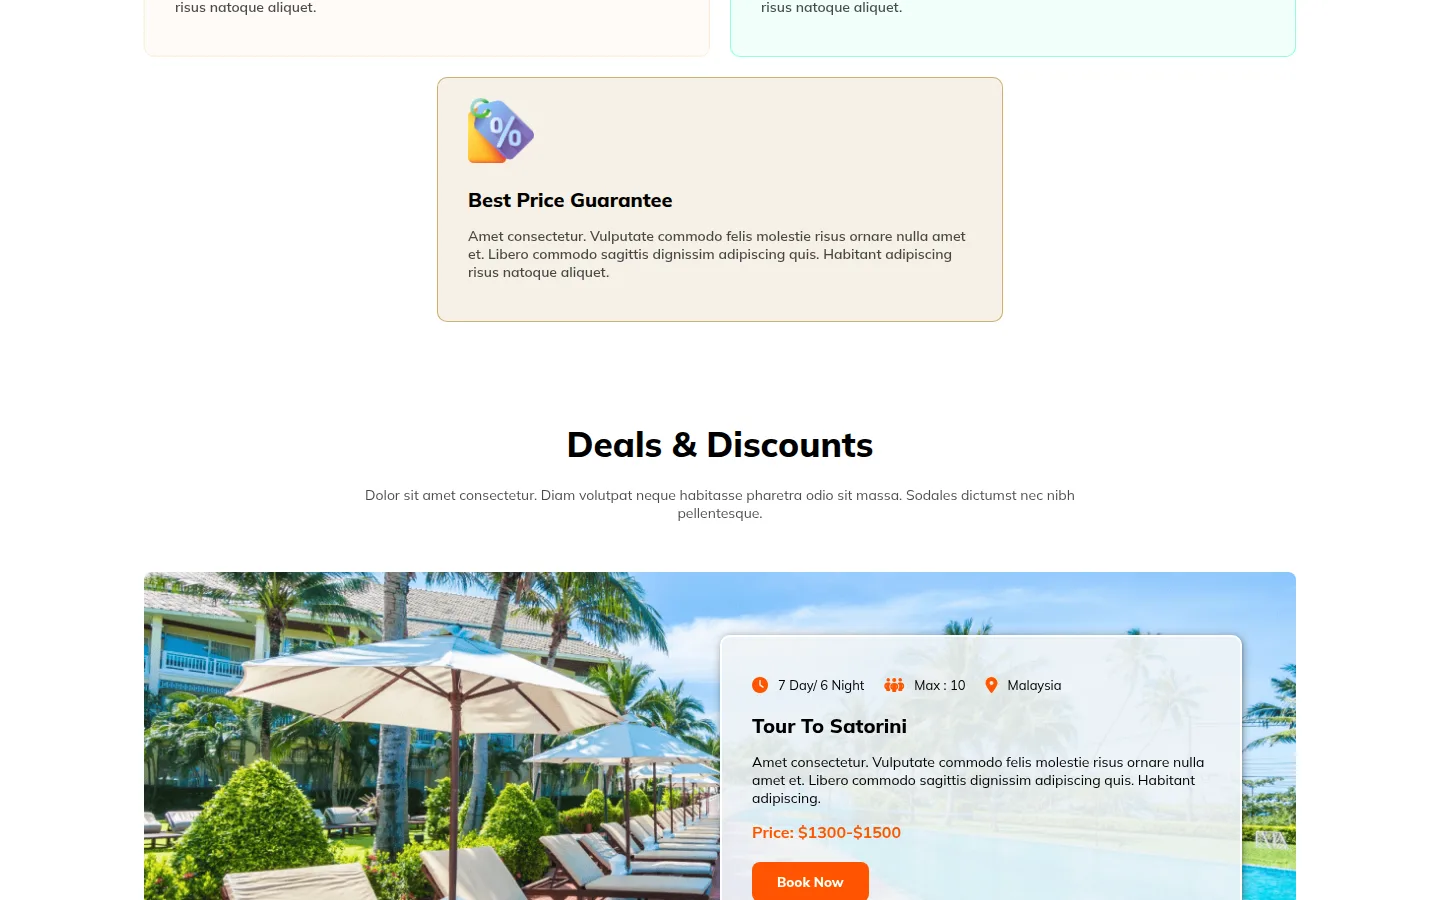 risus natoque aliquet.
risus natoque aliquet.
%
Best Price Guarantee
Amet consectetur. Vulputate commodo felis molestie risus ornare nulla amet
et. Libero commodo sagittis dignissim adipiscing quis. Habitant adipiscing
risus natoque aliquet.
Deals & Discounts
Dolor sit amet consectetur. Diam volutpat neque habitasse pharetra odio sit massa. Sodales dictumst nec nibh
pellentesque.
7 Day/ 6 Night Max : 10 Malaysia
Tour To Satorini
Amet consectetur. Vulputate commodo felis molestie risus ornare nulla
amet et. Libero commodo sagittis dignissim adipiscing quis. Habitant
adipiscing.
Price: $1300-$1500
Book Now